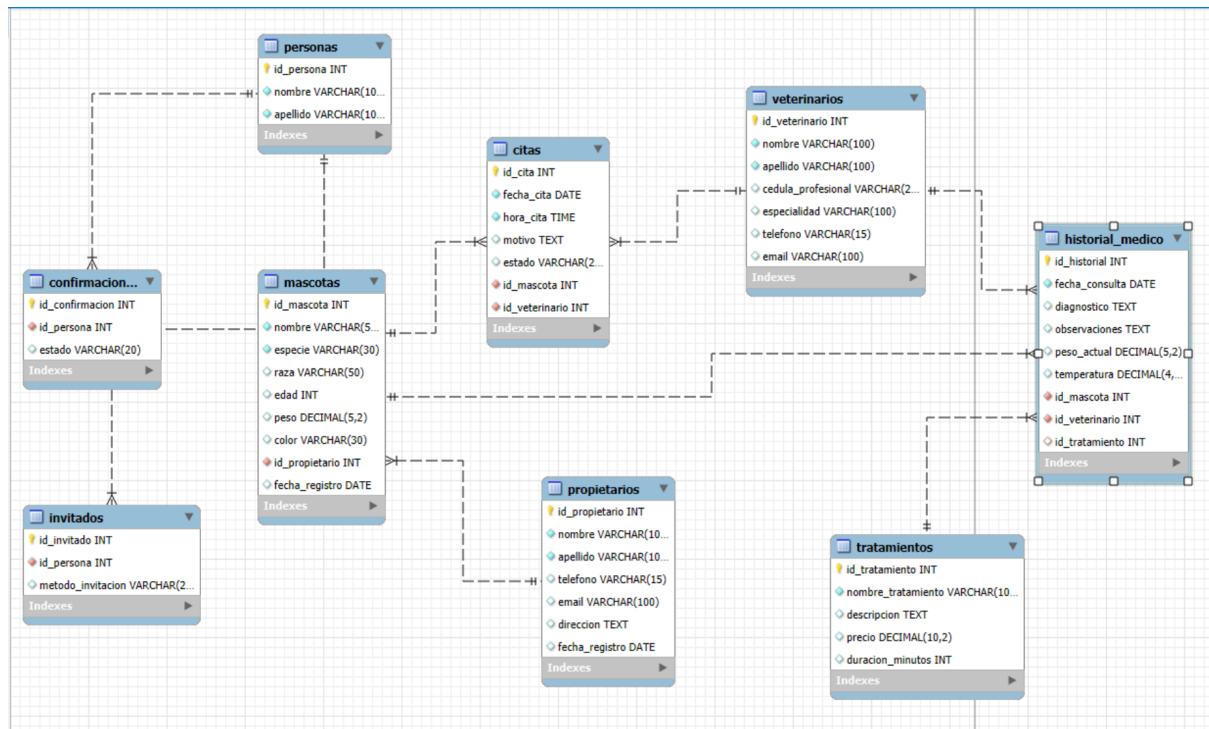 personas
id_persona INT
nombre VARCHAR(10...
apellido VARCHAR(10...
Indexes
citas
id_cita INT
fecha_cita DATE
hora_cita TIME
motivo TEXT
estado VARCHAR(2...
id_mascota INT
id_veterinario INT
Indexes
veterinarios
id_veterinario INT
nombre VARCHAR(100)
apellido VARCHAR(100)
cedula_profesional VARCHAR(2...
especialidad VARCHAR(100)
telefono VARCHAR(15)
email VARCHAR(100)
Indexes
historial_medico
id_historial INT
fecha_consulta DATE
diagnostico TEXT
observaciones TEXT
peso_actual DECIMAL(5,2)
temperatura DECIMAL(4,...
id_mascota INT
id_veterinario INT
id_tratamiento INT
Indexes
confirmacion...
id_confirmacion INT
id_persona INT
estado VARCHAR(20)
Indexes
mascotas
id_mascota INT
nombre VARCHAR(5...
especie VARCHAR(30)
raza VARCHAR(50)
edad INT
peso DECIMAL(5,2)
color VARCHAR(30)
id_propietario INT
fecha_registro DATE
Indexes
invitados
id_invitado INT
id_persona INT
metodo_invitacion VARCHAR(2...
Indexes
propietarios
id_propietario INT
nombre VARCHAR(10...
apellido VARCHAR(10...
telefono VARCHAR(15)
email VARCHAR(100)
direccion TEXT
fecha_registro DATE
Indexes
tratamientos
id_tratamiento INT
nombre_tratamiento VARCHAR(10...
descripcion TEXT
precio DECIMAL(10,2)
duracion_minutos INT
Indexes